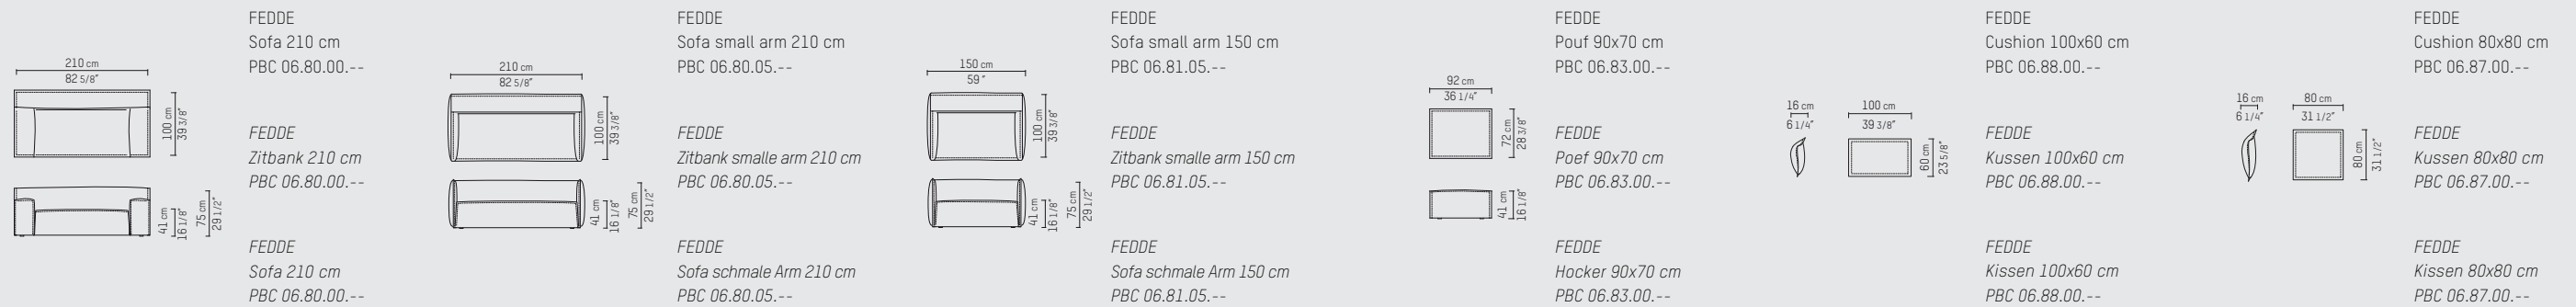 210 cm
82 5/8"
100 cm
39 3/8"
41 cm
16 1/8"
75 cm
29 1/2"
FEDDE
Sofa 210 cm
PBC 06.80.00.--
FEDDE
Zitbank 210 cm
PBC 06.80.00.--
FEDDE
Sofa 210 cm
PBC 06.80.00.--
210 cm
82 5/8"
100 cm
39 3/8"
41 cm
16 1/8"
75 cm
29 1/2"
FEDDE
Sofa small arm 210 cm
PBC 06.80.05.--
FEDDE
Zitbank smalle arm 210 cm
PBC 06.80.05.--
FEDDE
Sofa schmale Arm 210 cm
PBC 06.80.05.--
150 cm
59 "
100 cm
39 3/8"
41 cm
16 1/8"
75 cm
29 1/2"
FEDDE
Sofa small arm 150 cm
PBC 06.81.05.--
FEDDE
Zitbank smalle arm 150 cm
PBC 06.81.05.--
FEDDE
Sofa schmale Arm 150 cm
PBC 06.81.05.--
92 cm
36 1/4"
72 cm
28 3/8"
41 cm
16 1/8"
FEDDE
Pouf 90x70 cm
PBC 06.83.00.--
FEDDE
Poef 90x70 cm
PBC 06.83.00.--
FEDDE
Hocker 90x70 cm
PBC 06.83.00.--
16 cm
6 1/4"
100 cm
39 3/8"
60 cm
23 5/8"
FEDDE
Cushion 100x60 cm
PBC 06.88.00.--
FEDDE
Kussen 100x60 cm
PBC 06.88.00.--
FEDDE
Kissen 100x60 cm
PBC 06.88.00.--
16 cm
6 1/4"
80 cm
31 1/2"
80 cm
31 1/2"
FEDDE
Cushion 80x80 cm
PBC 06.87.00.--
FEDDE
Kussen 80x80 cm
PBC 06.87.00.--
FEDDE
Kissen 80x80 cm
PBC 06.87.00.--